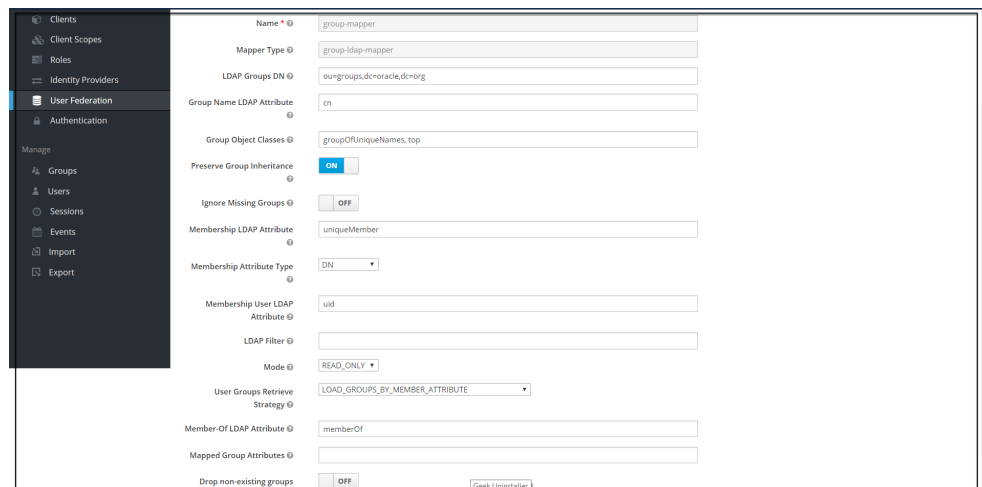 Clients
Client Scopes
Roles
Identity Providers
User Federation
Authentication
Manage
Groups
Users
Sessions
Events
Import
Export
Name * group-mapper
Mapper Type group-ldap-mapper
LDAP Groups DN ou=groups,dc=oracle,dc=org
Group Name LDAP Attribute cn
Group Object Classes groupOfUniqueNames, top
Preserve Group Inheritance ON
Ignore Missing Groups OFF
Membership LDAP Attribute uniqueMember
Membership Attribute Type DN
Membership User LDAP uid
Attribute
LDAP Filter
Mode READ_ONLY
User Groups Retrieve LOAD_GROUPS_BY_MEMBER_ATTRIBUTE
Strategy
Member-Of LDAP Attribute memberOf
Mapped Group Attributes
Drop non-existing groups OFF
Geek Uninstaller